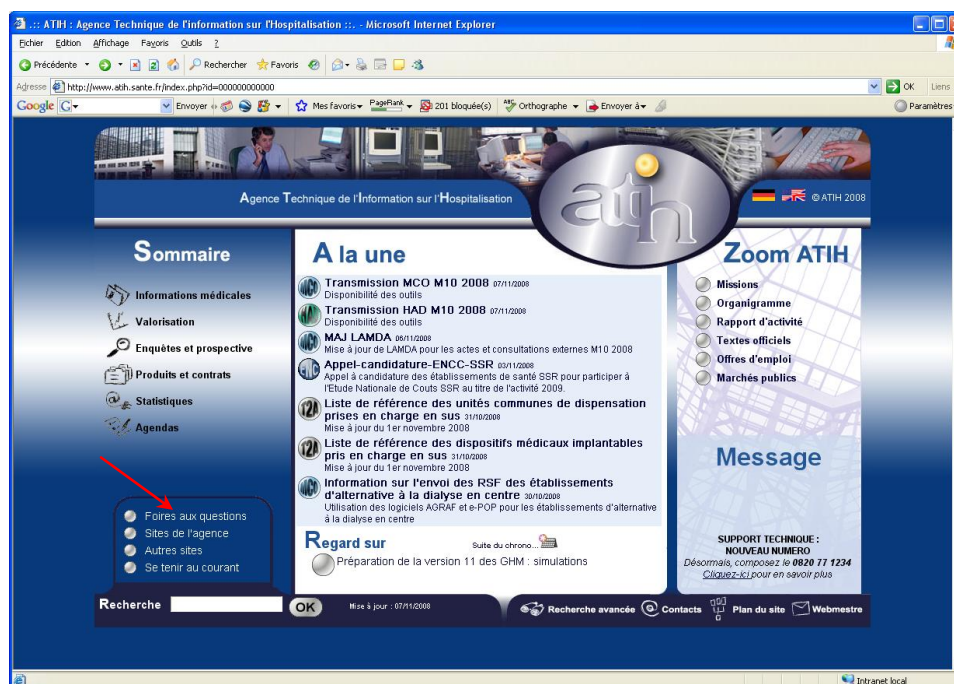 .:: ATIH : Agence Technique de l'information sur l'Hospitalisation ::. - Microsoft Internet Explorer
Fichier Edition Affichage Favoris Outils ?
Précédente Rechercher Favoris
Adresse http://www.atih.sante.fr/index.php?id=000000000000 OK Liens
Google G Envoyer Mes favoris PageRank 201 bloquée(s) Orthographe Envoyer à Paramètres
atih
Agence Technique de l'Information sur l'Hospitalisation
© ATIH 2008
Sommaire
Informations médicales
Valorisation
Enquêtes et prospective
Produits et contrats
Statistiques
Agendas
Foires aux questions
Sites de l'agence
Autres sites
Se tenir au courant
A la une
Transmission MCO M10 2008 07/11/2008
Disponibilité des outils
Transmission HAD M10 2008 07/11/2008
Disponibilité des outils
MAJ LAMDA 06/11/2008
Mise à jour de LAMDA pour les actes et consultations externes M10 2008
Appel-candidature-ENCC-SSR 03/11/2008
Appel à candidature des établissements de santé SSR pour participer à
l'Etude Nationale de Couts SSR au titre de l'activité 2009.
Liste de référence des unités communes de dispensation
prises en charge en sus 31/10/2008
Mise à jour du 1er novembre 2008
Liste de référence des dispositifs médicaux implantables
pris en charge en sus 31/10/2008
Mise à jour du 1er novembre 2008
Information sur l'envoi des RSF des établissements
d'alternative à la dialyse en centre 30/10/2008
Utilisation des logiciels AGRAF et e-POP pour les établissements d'alternative
à la dialyse en centre
Regard sur
Suite du chrono...
Préparation de la version 11 des GHM : simulations
Zoom ATIH
Missions
Organigramme
Rapport d'activité
Textes officiels
Offres d'emploi
Marchés publics
Message
SUPPORT TECHNIQUE :
NOUVEAU NUMERO
Désormais, composez le 0820 77 1234
Cliquez-ici pour en savoir plus
Recherche OK Mise à jour : 07/11/2008 Recherche avancée Contacts Plan du site Webmestre
Intranet local